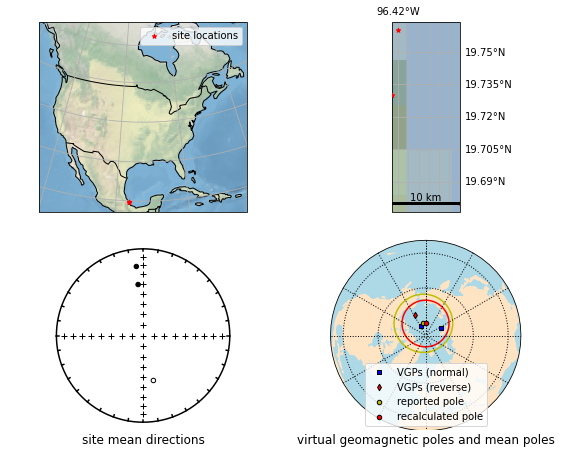 96.42°W
site locations
19.75°N
19.735°N
19.72°N
19.705°N
19.69°N
10 km
VGPs (normal)
VGPs (reverse)
reported pole
recalculated pole
site mean directions
virtual geomagnetic poles and mean poles